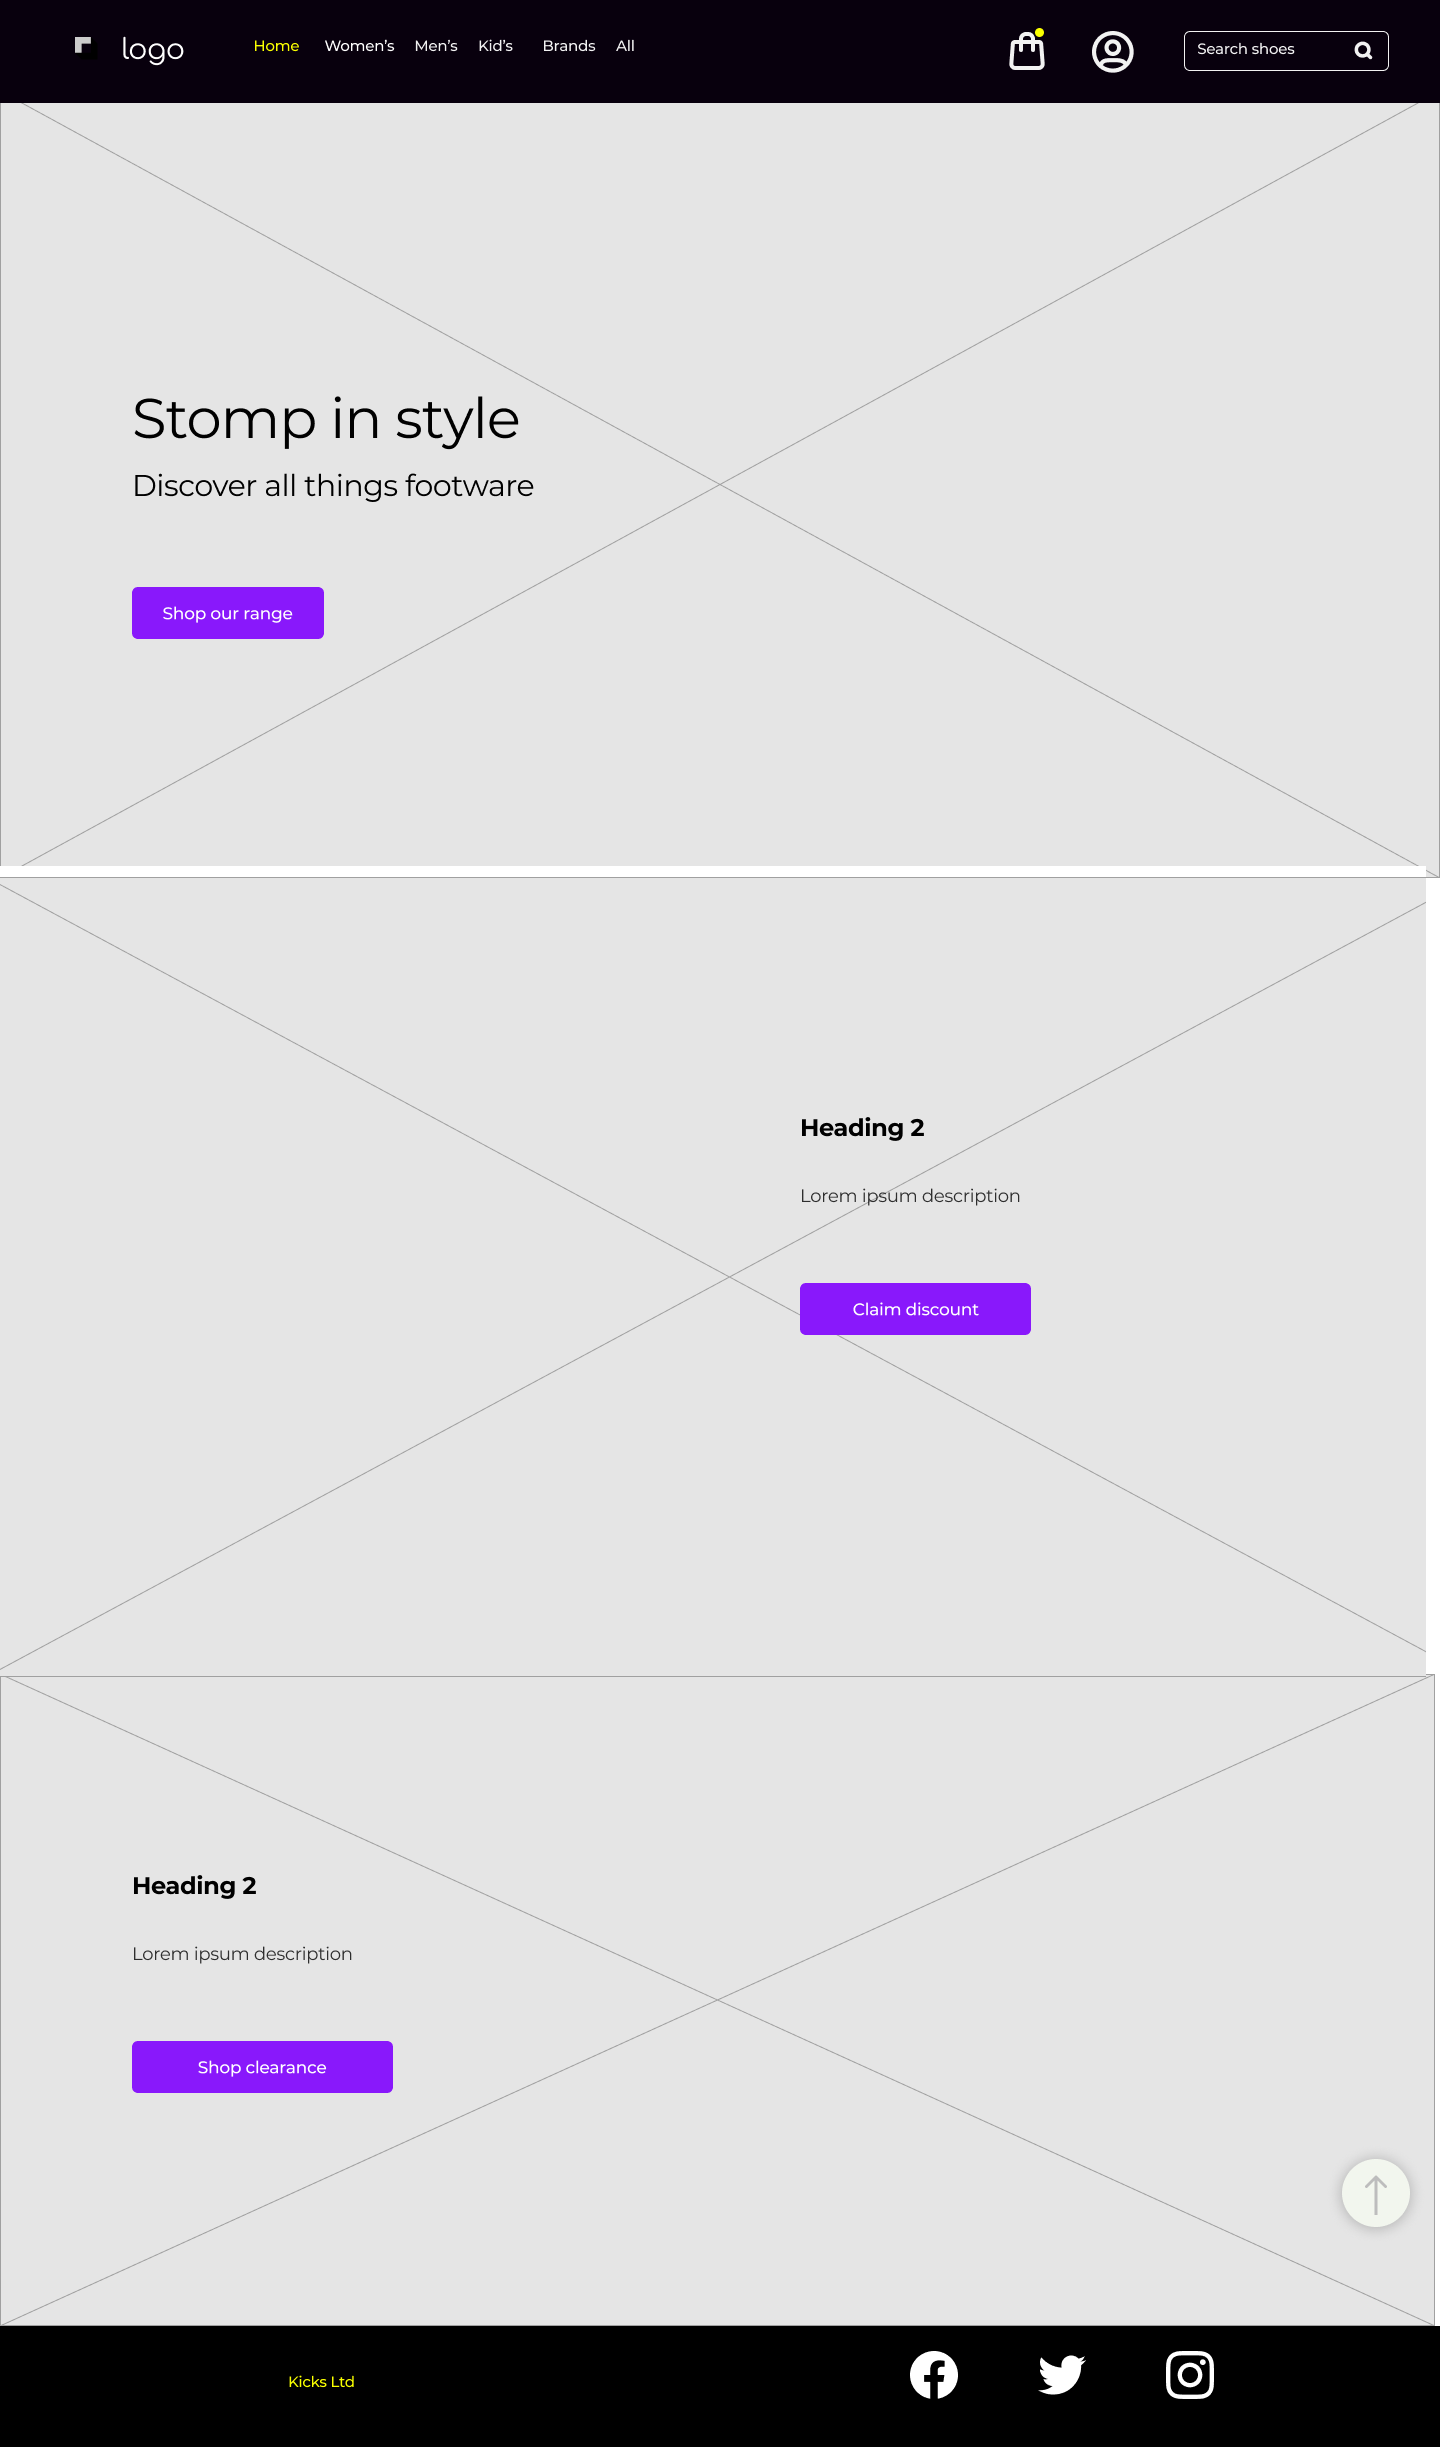 logo
Home Women’s Men’s Kid’s Brands All
Search shoes
Stomp in style
Discover all things footware
Shop our range
Heading 2
Lorem ipsum description
Claim discount
Heading 2
Lorem ipsum description
Shop clearance
Kicks Ltd